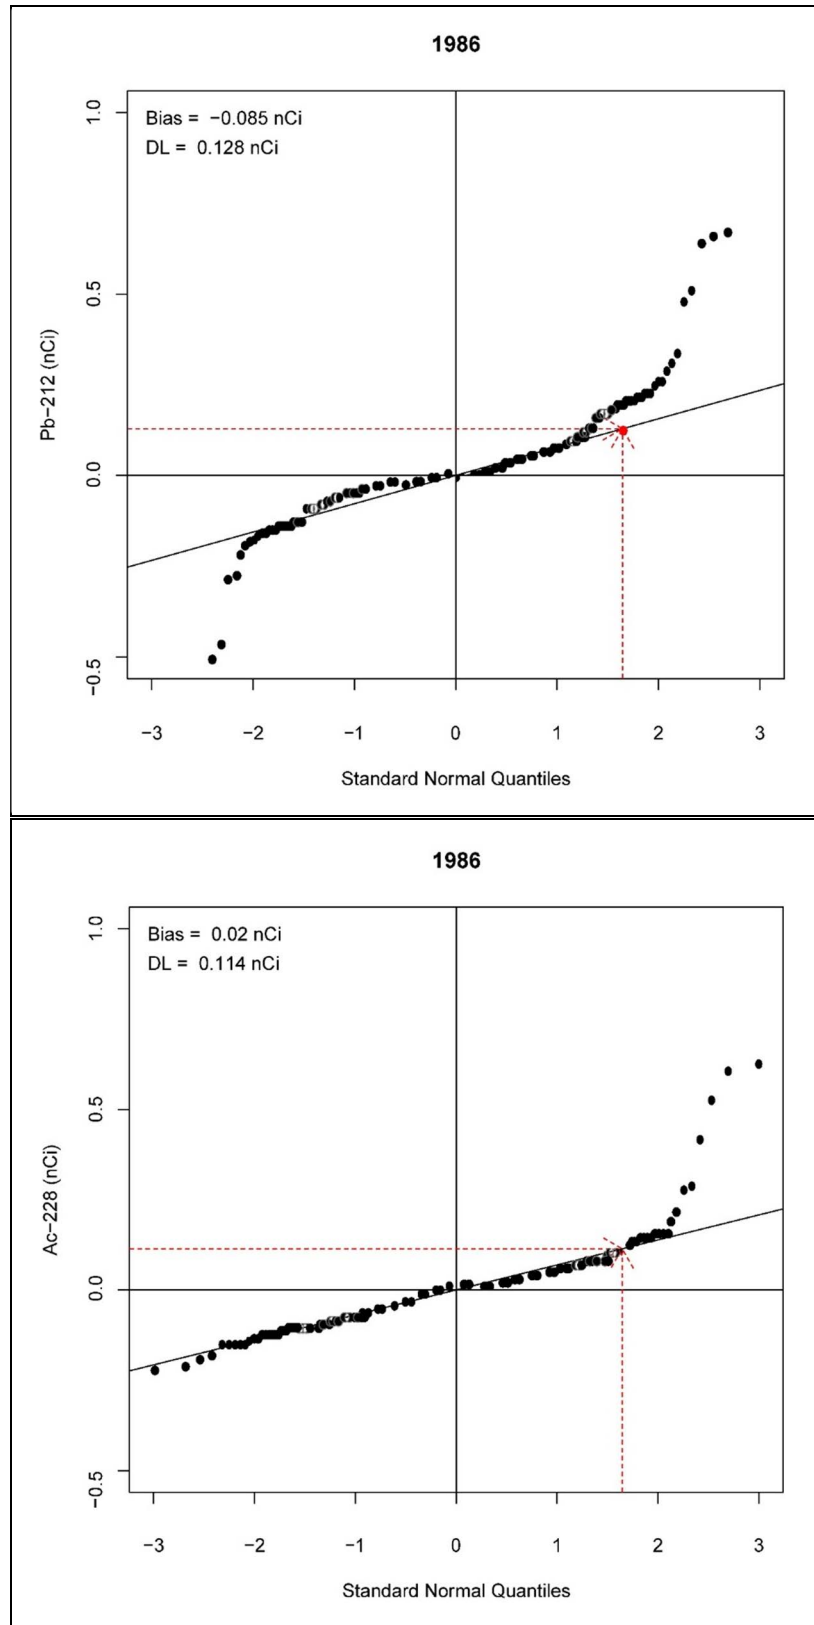 1986
Bias = −0.085 nCi
DL = 0.128 nCi
1.0
0.5
0.0
−0.5
Pb−212 (nCi)
−3 −2 −1 0 1 2 3
Standard Normal Quantiles
1986
Bias = 0.02 nCi
DL = 0.114 nCi
1.0
0.5
0.0
−0.5
Ac−228 (nCi)
−3 −2 −1 0 1 2 3
Standard Normal Quantiles